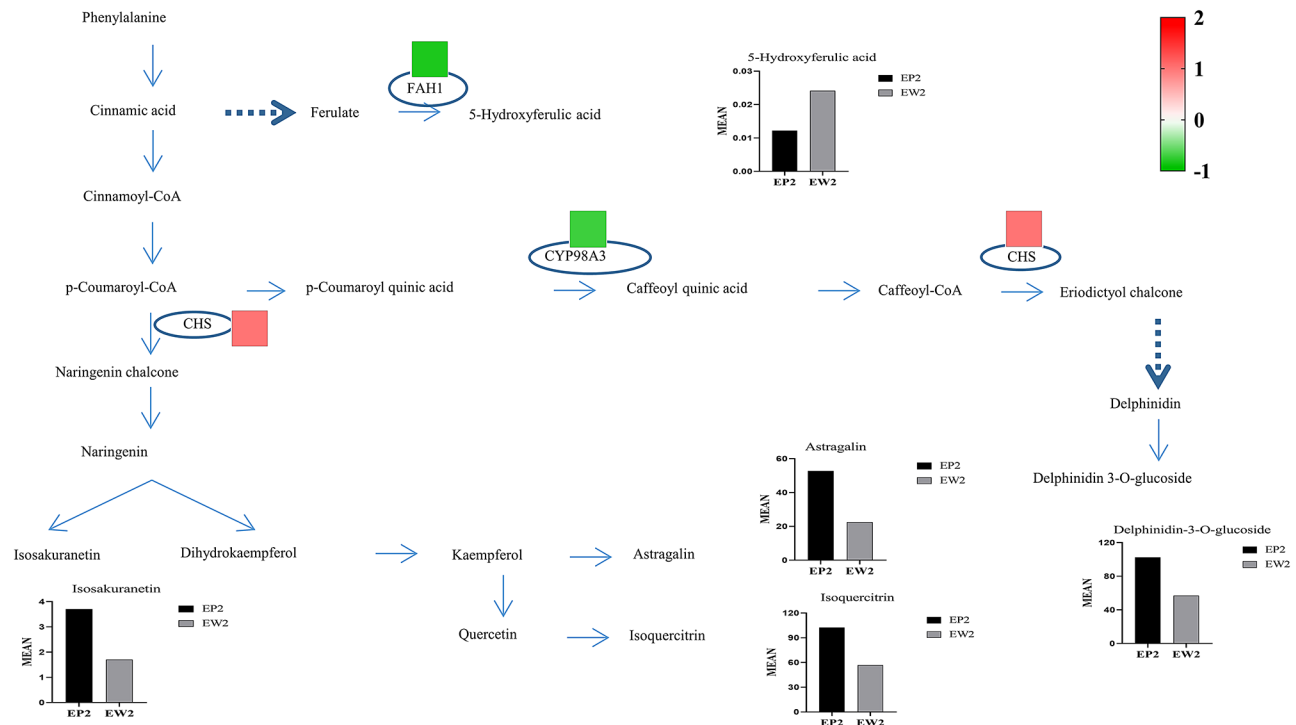 Phenylalanine
2
1
0
-1
FAH1
Cinnamic acid
Ferulate
5-Hydroxyferulic acid
5-Hydroxyferulic acid
0.03
0.02
0.01
0.00
MEAN
EP2
EW2
EP2
EW2
Cinnamoyl-CoA
CYP98A3
CHS
p-Coumaroyl-CoA
p-Coumaroyl quinic acid
Caffeoyl quinic acid
Caffeoyl-CoA
Eriodictyol chalcone
CHS
Naringenin chalcone
Delphinidin
Naringenin
Delphinidin 3-O-glucoside
Astragalin
60
40
20
0
MEAN
EP2
EW2
EP2
EW2
Isosakuranetin
Dihydrokaempferol
Kaempferol
Astragalin
Delphinidin-3-O-glucoside
120
80
40
0
MEAN
EP2
EW2
EP2
EW2
Quercetin
Isoquercitrin
Isosakuranetin
4
3
2
1
0
MEAN
EP2
EW2
EP2
EW2
Isoquercitrin
120
90
60
30
0
MEAN
EP2
EW2
EP2
EW2